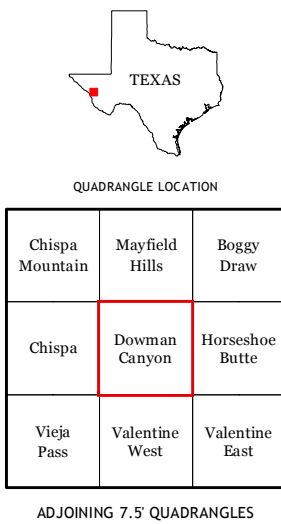 TEXAS
QUADRANGLE LOCATION
Chispa
Mountain
Mayfield
Hills
Boggy
Draw
Chispa
Dowman
Canyon
Horseshoe
Butte
Vieja
Pass
Valentine
West
Valentine
East
ADJOINING 7.5' QUADRANGLES